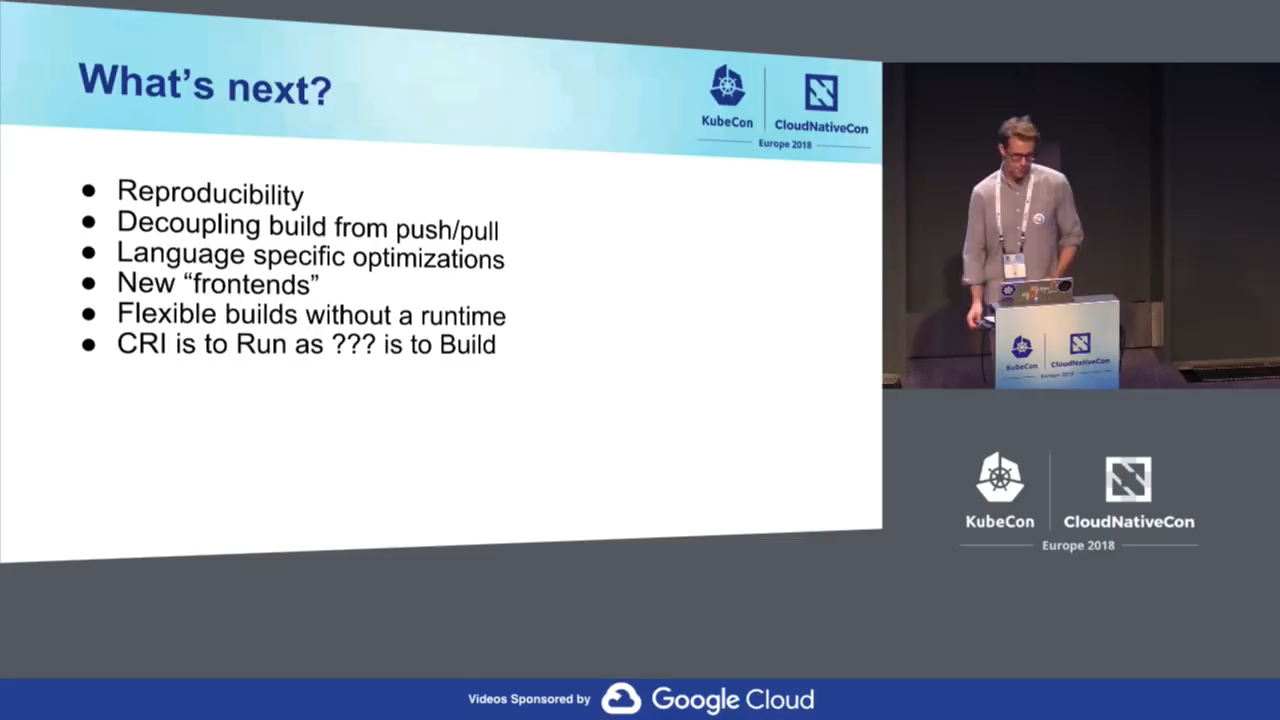 What's next?
KubeCon
CloudNativeCon
Europe 2018
● Reproducibility
● Decoupling build from push/pull
● Language specific optimizations
● New “frontends”
● Flexible builds without a runtime
● CRI is to Run as ??? is to Build
KubeCon
CloudNativeCon
Europe 2018
KubeCon
CloudNativeCon
Europe 2018
Videos Sponsored by Google Cloud